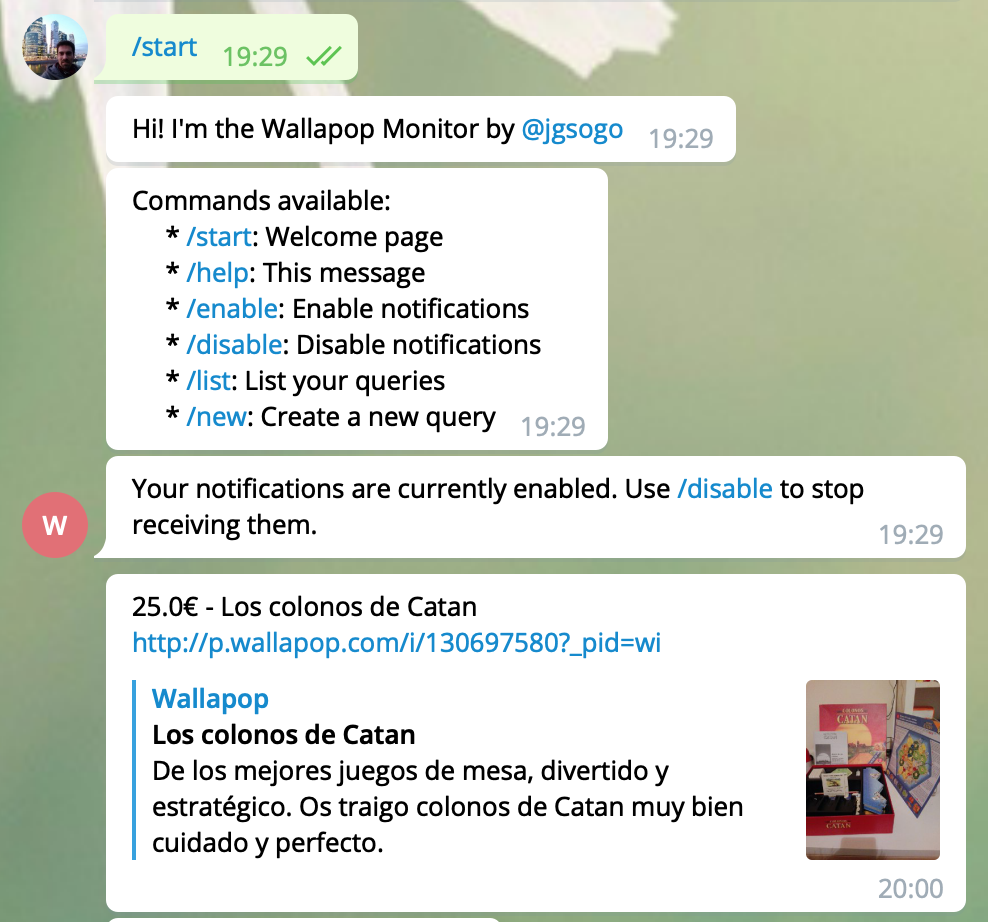 /start 19:29
Hi! I'm the Wallapop Monitor by @jgsogo 19:29
Commands available:
* /start: Welcome page
* /help: This message
* /enable: Enable notifications
* /disable: Disable notifications
* /list: List your queries
* /new: Create a new query 19:29
Your notifications are currently enabled. Use /disable to stop
receiving them. 19:29
W
25.0€ - Los colonos de Catan
http://p.wallapop.com/i/130697580?_pid=wi
Wallapop
Los colonos de Catan
De los mejores juegos de mesa, divertido y
estratégico. Os traigo colonos de Catan muy bien
cuidado y perfecto.
CATAN
CATAN
20:00